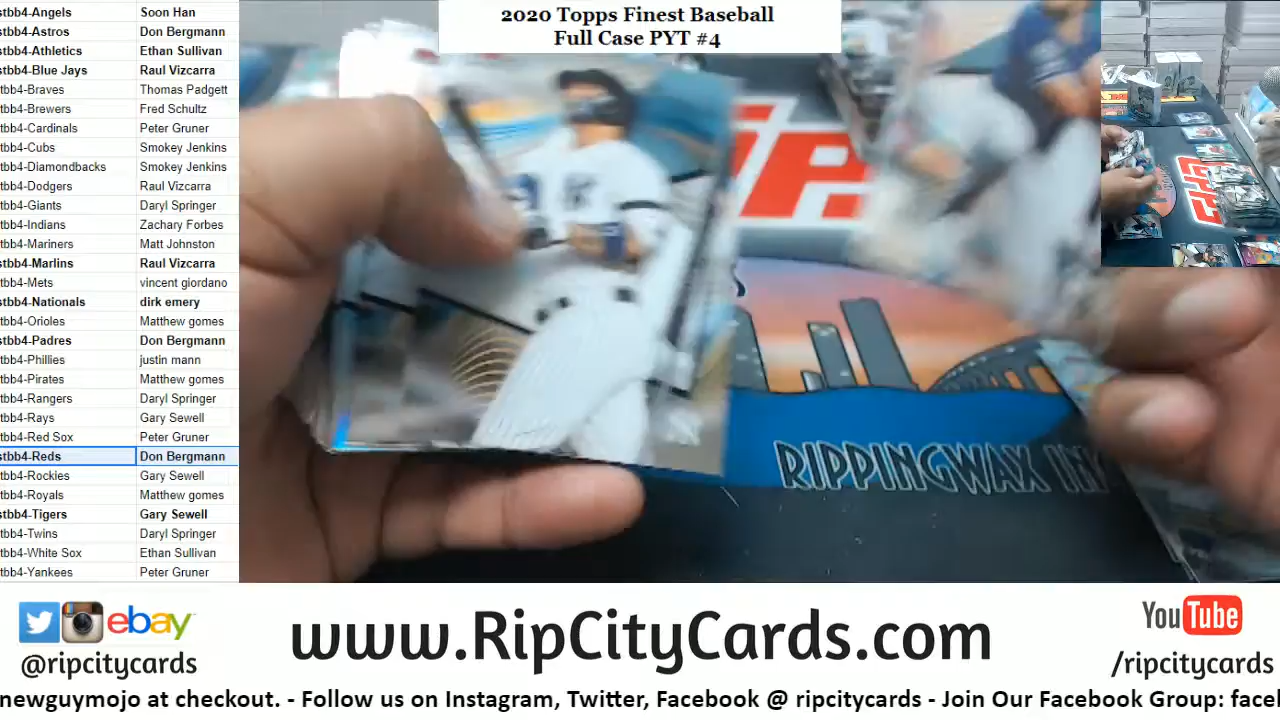 2020 Topps Finest Baseball
Full Case PYT #4
stbb4-Angels Soon Han
stbb4-Astros Don Bergmann
stbb4-Athletics Ethan Sullivan
stbb4-Blue Jays Raul Vizcarra
tbb4-Braves Thomas Padgett
tbb4-Brewers Fred Schultz
tbb4-Cardinals Peter Gruner
tbb4-Cubs Smokey Jenkins
tbb4-Diamondbacks Smokey Jenkins
tbb4-Dodgers Raul Vizcarra
tbb4-Giants Daryl Springer
tbb4-Indians Zachary Forbes
tbb4-Mariners Matt Johnston
stbb4-Marlins Raul Vizcarra
tbb4-Mets vincent giordano
stbb4-Nationals dirk emery
tbb4-Orioles Matthew gomes
stbb4-Padres Don Bergmann
tbb4-Phillies justin mann
tbb4-Pirates Matthew gomes
tbb4-Rangers Daryl Springer
tbb4-Rays Gary Sewell
tbb4-Red Sox Peter Gruner
stbb4-Reds Don Bergmann
tbb4-Rockies Gary Sewell
tbb4-Royals Matthew gomes
stbb4-Tigers Gary Sewell
tbb4-Twins Daryl Springer
tbb4-White Sox Ethan Sullivan
tbb4-Yankees Peter Gruner
RIPPINGWAX IN
ebay
@ripcitycards
www.RipCityCards.com
YouTube
/ripcitycards
newguymojo at checkout. - Follow us on Instagram, Twitter, Facebook @ ripcitycards - Join Our Facebook Group: facel